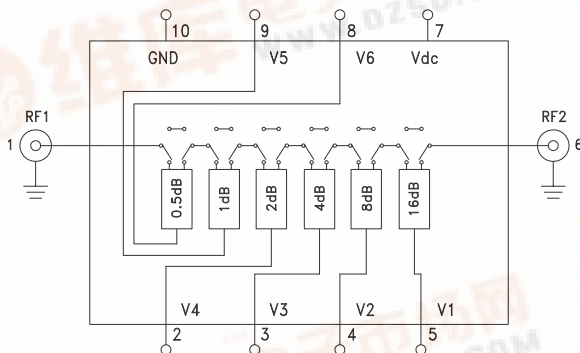 10 9 8 7
GND V5 V6 Vdc
RF1 RF2
1 6
0.5dB 1dB 2dB 4dB 8dB 16dB
V4 V3 V2 V1
2 3 4 5